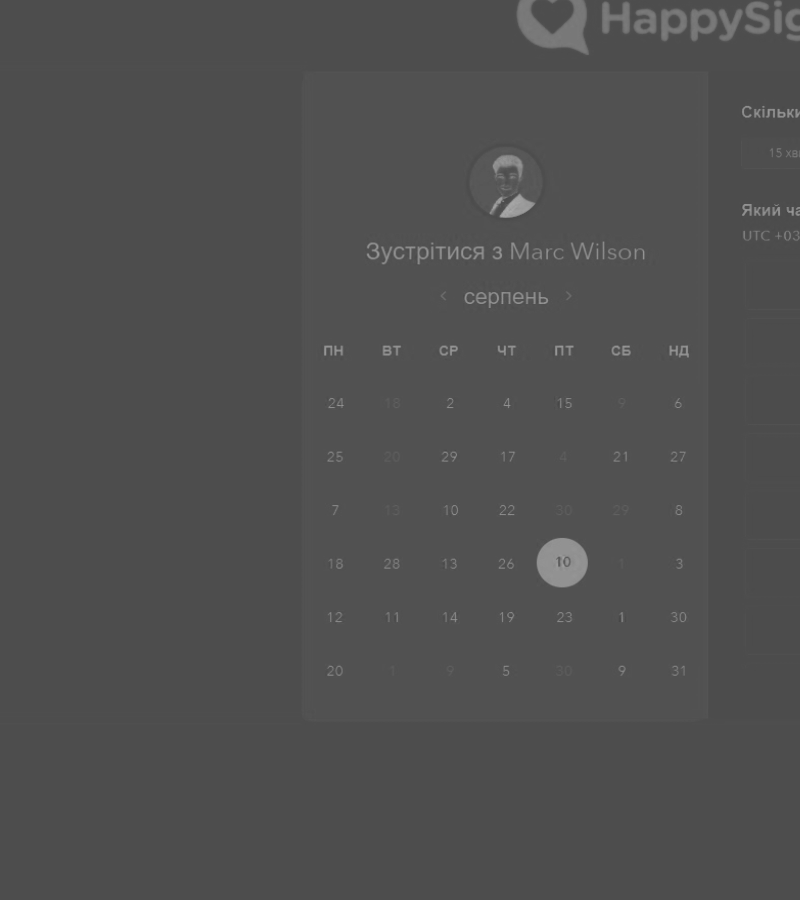 HappySig
Скільки
15 хви
Який ча
UTC +03
Зустрітися з Marc Wilson
< серпень >
ПН ВТ СР ЧТ ПТ СБ НД
24 18 2 4 15 9 6
25 20 29 17 4 21 27
7 13 10 22 30 29 8
18 28 13 26 10 1 3
12 11 14 19 23 1 30
20 1 9 5 30 9 31